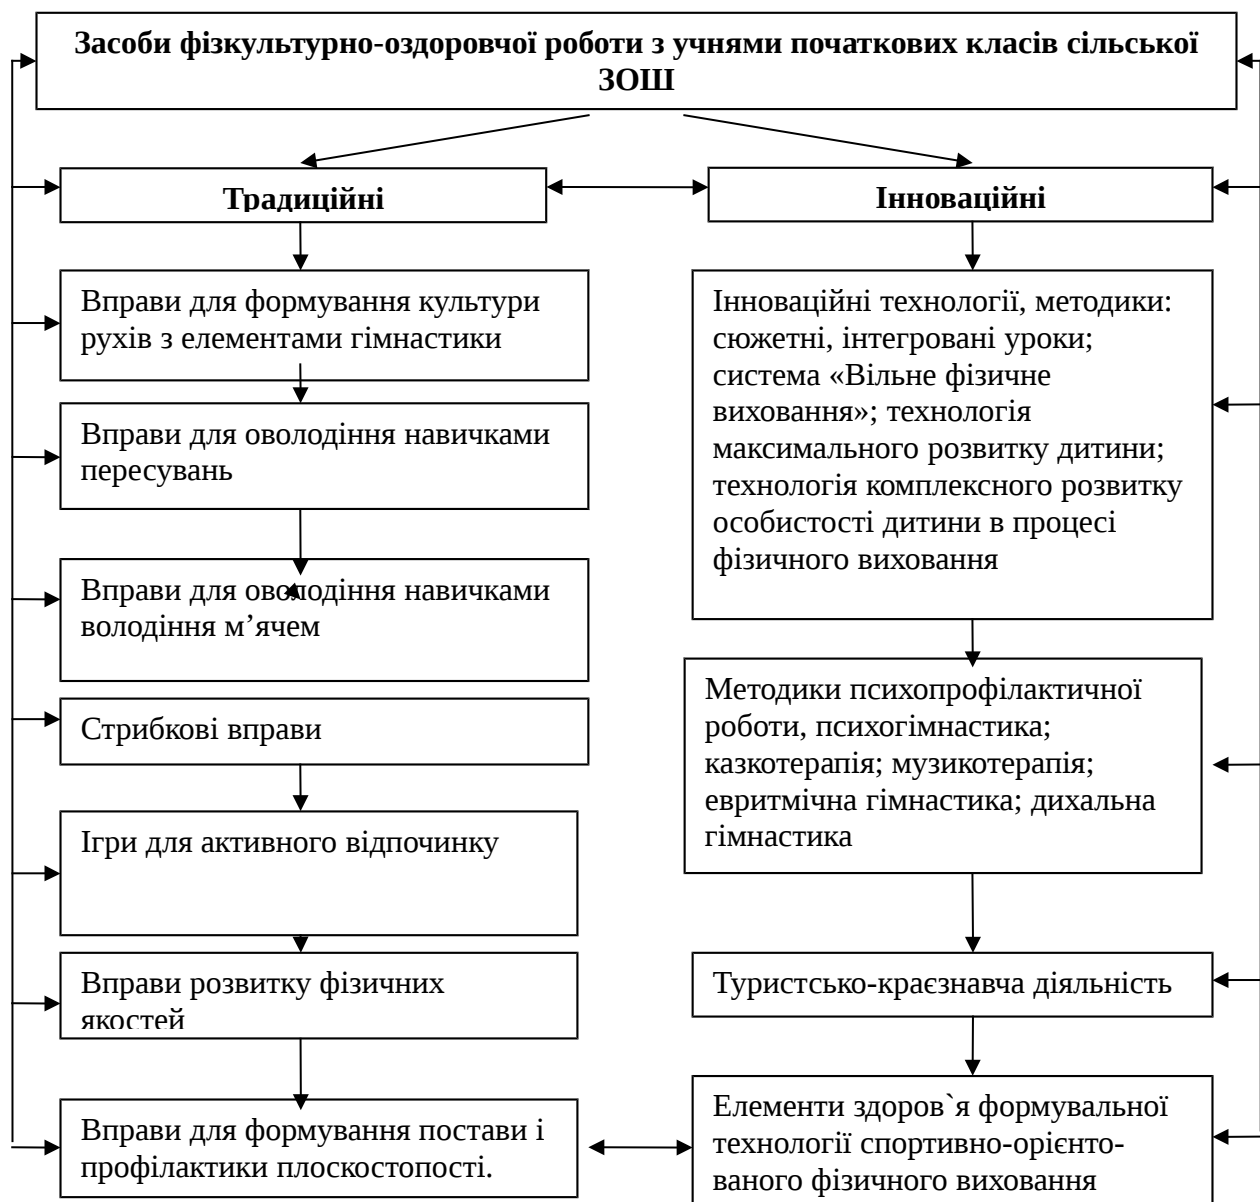 Засоби фізкультурно-оздоровчої роботи з учнями початкових класів сільської
ЗОШ
Традиційні
Інноваційні
Вправи для формування культури
рухів з елементами гімнастики
Вправи для оволодіння навичками
пересувань
Вправи для оволодіння навичками
володіння м’ячем
Стрибкові вправи
Ігри для активного відпочинку
Вправи розвитку фізичних
якостей
Вправи для формування постави і
профілактики плоскостопості.
Інноваційні технології, методики:
сюжетні, інтегровані уроки;
система «Вільне фізичне
виховання»; технологія
максимального розвитку дитини;
технологія комплексного розвитку
особистості дитини в процесі
фізичного виховання
Методики психопрофілактичної
роботи, психогімнастика;
казкотерапія; музикотерапія;
евритмічна гімнастика; дихальна
гімнастика
Туристсько-краєзнавча діяльність
Елементи здоров`я формувальної
технології спортивно-орієнто-
ваного фізичного виховання